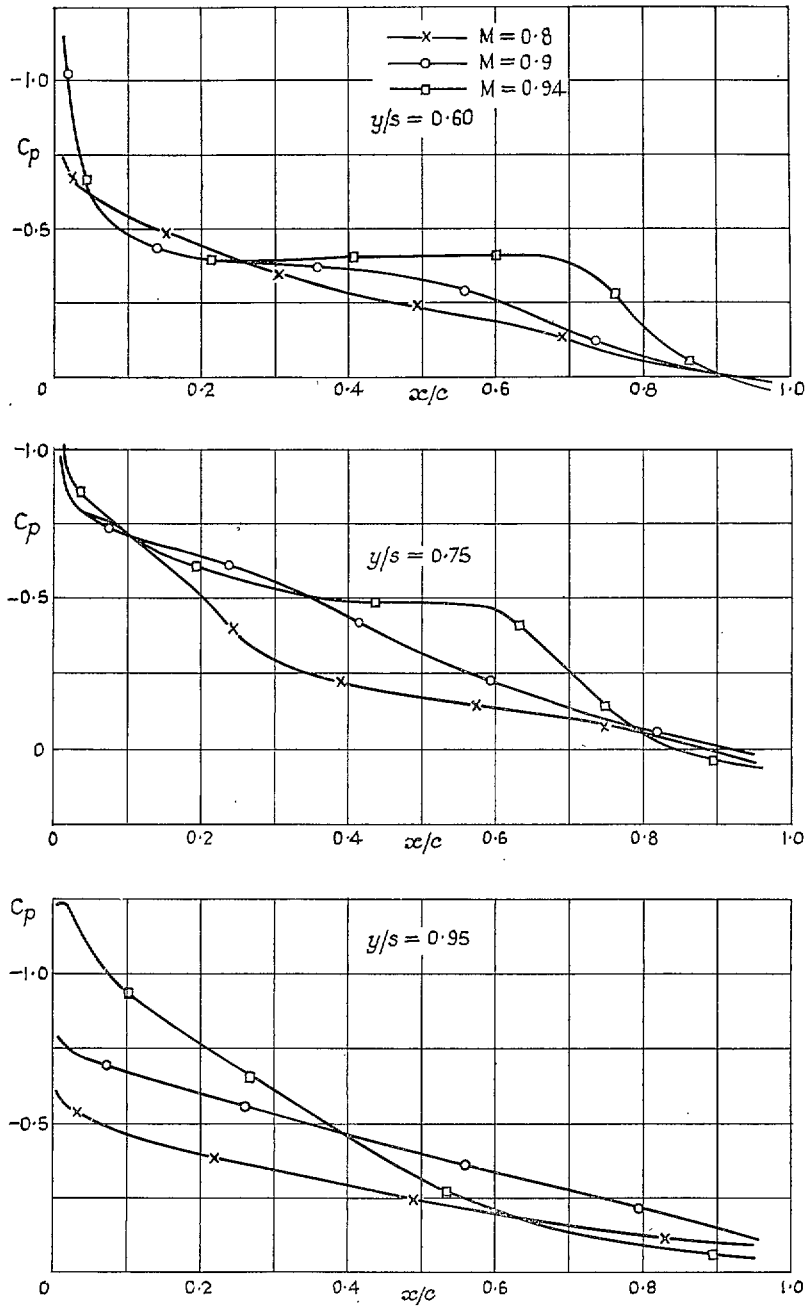 M = 0·8
M = 0·9
M = 0·94
y/s = 0·60
-1·0
Cp
-0·5
0 0·2 0·4 0·6 0·8 1·0
x/c
-1·0
Cp
y/s = 0·75
-0·5
0
0 0·2 0·4 0·6 0·8 1·0
x/c
Cp
y/s = 0·95
-1·0
-0·5
0 0·2 0·4 0·6 0·8 1·0
x/c